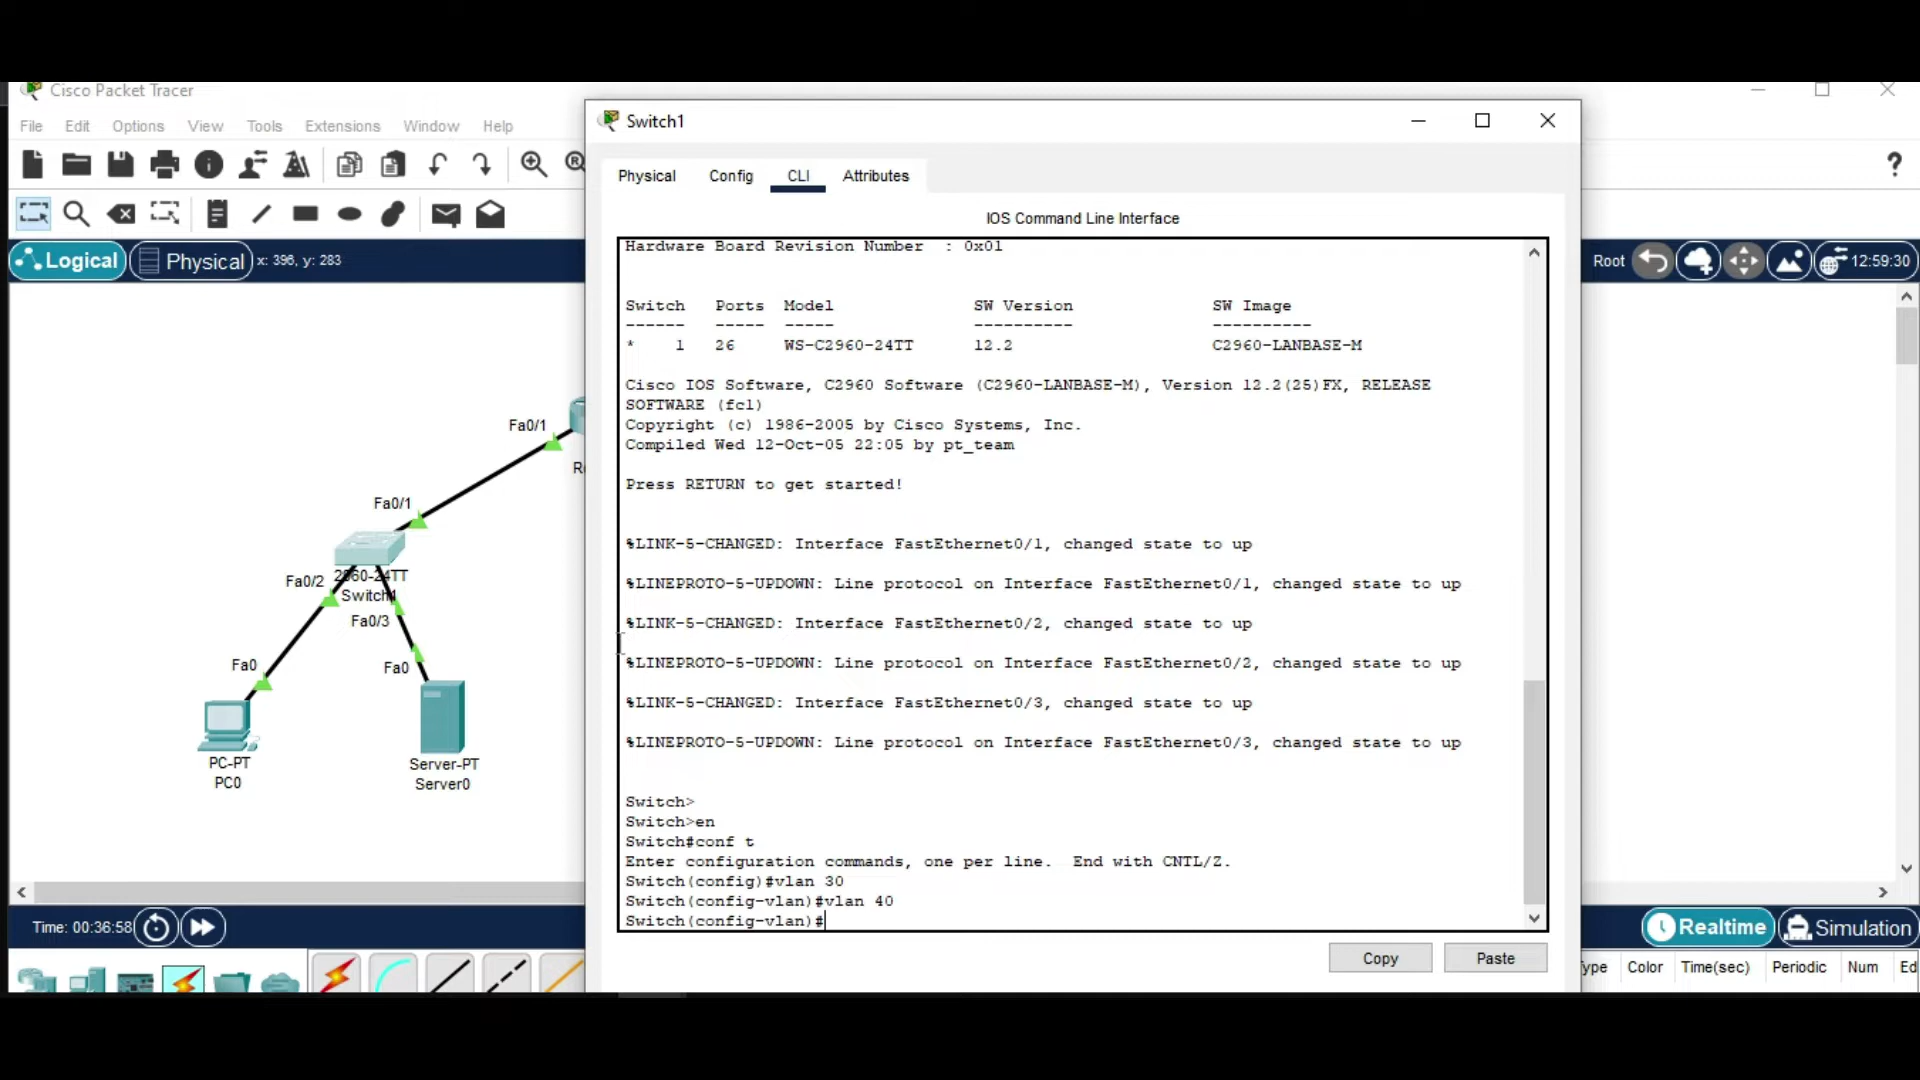 Cisco Packet Tracer
File Edit Options View Tools Extensions Window Help
Logical
Physical
x: 396, y: 283
Root
12:59:30
Fa0/1
Fa0/1
Fa0/2
2960-24TT
Switch1
Fa0/3
Fa0
Fa0
PC-PT
PC0
Server-PT
Server0
Switch1
Physical Config CLI Attributes
IOS Command Line Interface
Hardware Board Revision Number : 0x01
Switch Ports Model SW Version SW Image
------ ----- ----- ---------- ----------
* 1 26 WS-C2960-24TT 12.2 C2960-LANBASE-M
Cisco IOS Software, C2960 Software (C2960-LANBASE-M), Version 12.2(25)FX, RELEASE
SOFTWARE (fc1)
Copyright (c) 1986-2005 by Cisco Systems, Inc.
Compiled Wed 12-Oct-05 22:05 by pt_team
Press RETURN to get started!
%LINK-5-CHANGED: Interface FastEthernet0/1, changed state to up
%LINEPROTO-5-UPDOWN: Line protocol on Interface FastEthernet0/1, changed state to up
%LINK-5-CHANGED: Interface FastEthernet0/2, changed state to up
%LINEPROTO-5-UPDOWN: Line protocol on Interface FastEthernet0/2, changed state to up
%LINK-5-CHANGED: Interface FastEthernet0/3, changed state to up
%LINEPROTO-5-UPDOWN: Line protocol on Interface FastEthernet0/3, changed state to up
Switch>
Switch>en
Switch#conf t
Enter configuration commands, one per line. End with CNTL/Z.
Switch(config)#vlan 30
Switch(config-vlan)#vlan 40
Switch(config-vlan)#
Copy
Paste
Time: 00:36:58
Realtime
Simulation
Color Time(sec) Periodic Num